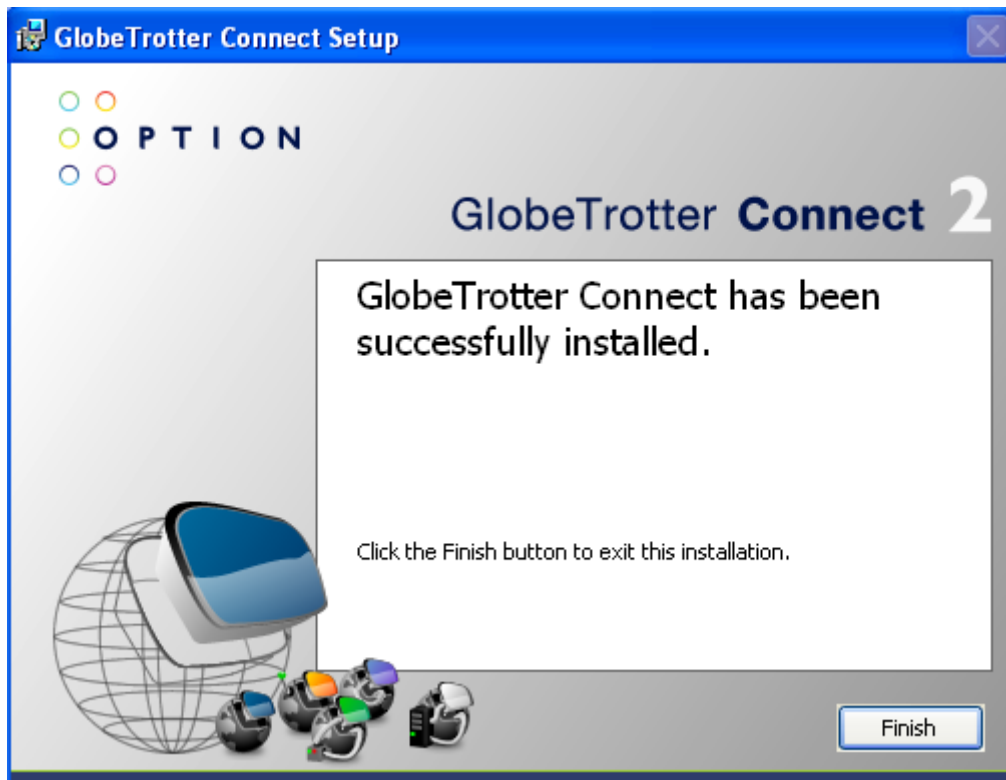 GlobeTrotter Connect Setup
OPTION
GlobeTrotter Connect 2
GlobeTrotter Connect has been
successfully installed.
Click the Finish button to exit this installation.
Finish